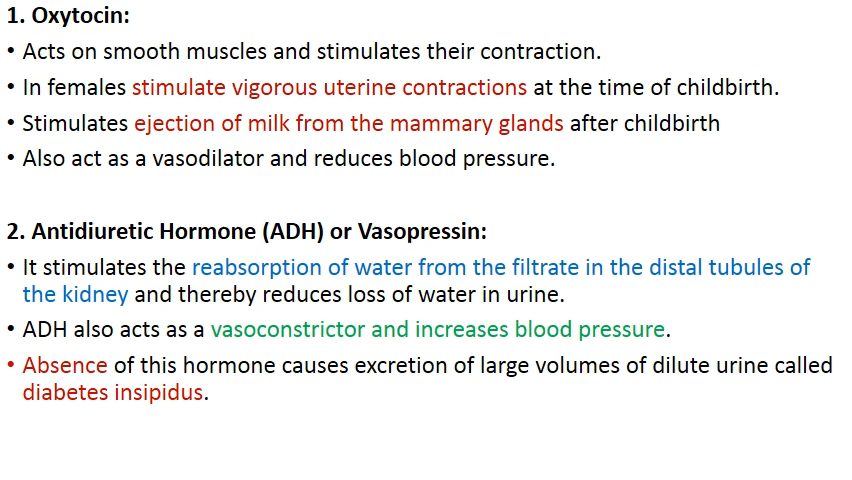 1. Oxytocin:
• Acts on smooth muscles and stimulates their contraction.
• In females stimulate vigorous uterine contractions at the time of childbirth.
• Stimulates ejection of milk from the mammary glands after childbirth
• Also act as a vasodilator and reduces blood pressure.
2. Antidiuretic Hormone (ADH) or Vasopressin:
• It stimulates the reabsorption of water from the filtrate in the distal tubules of
the kidney and thereby reduces loss of water in urine.
• ADH also acts as a vasoconstrictor and increases blood pressure.
• Absence of this hormone causes excretion of large volumes of dilute urine called
diabetes insipidus.